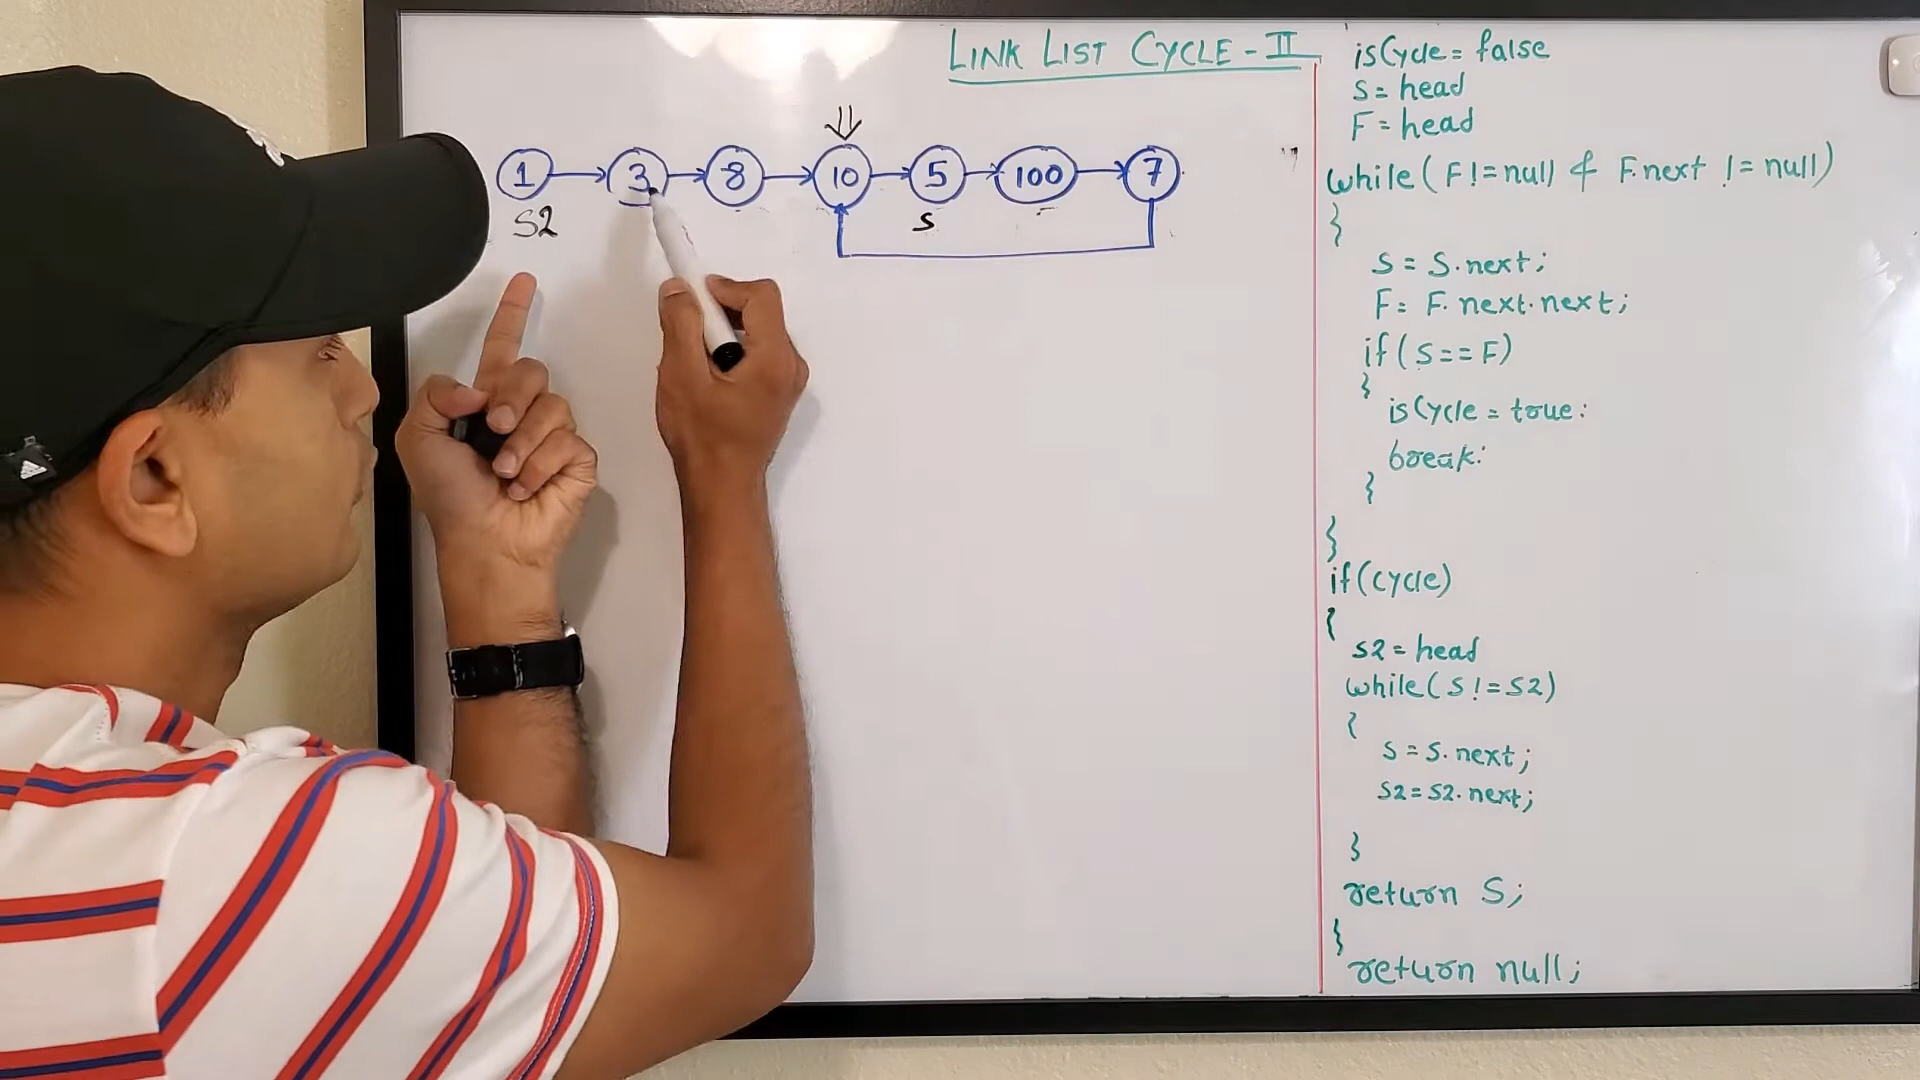 LINK LIST CYCLE - II
1 3 8 10 5 100 7
S2 S
isCycle = false
S = head
F = head
while ( F != null & F.next != null )
{
S = S.next;
F = F.next.next;
if ( S == F )
{
isCycle = true:
break:
}
}
if (cycle)
{
S2 = head
while ( S != S2 )
{
S = S.next;
S2 = S2.next;
}
return S;
}
return null;